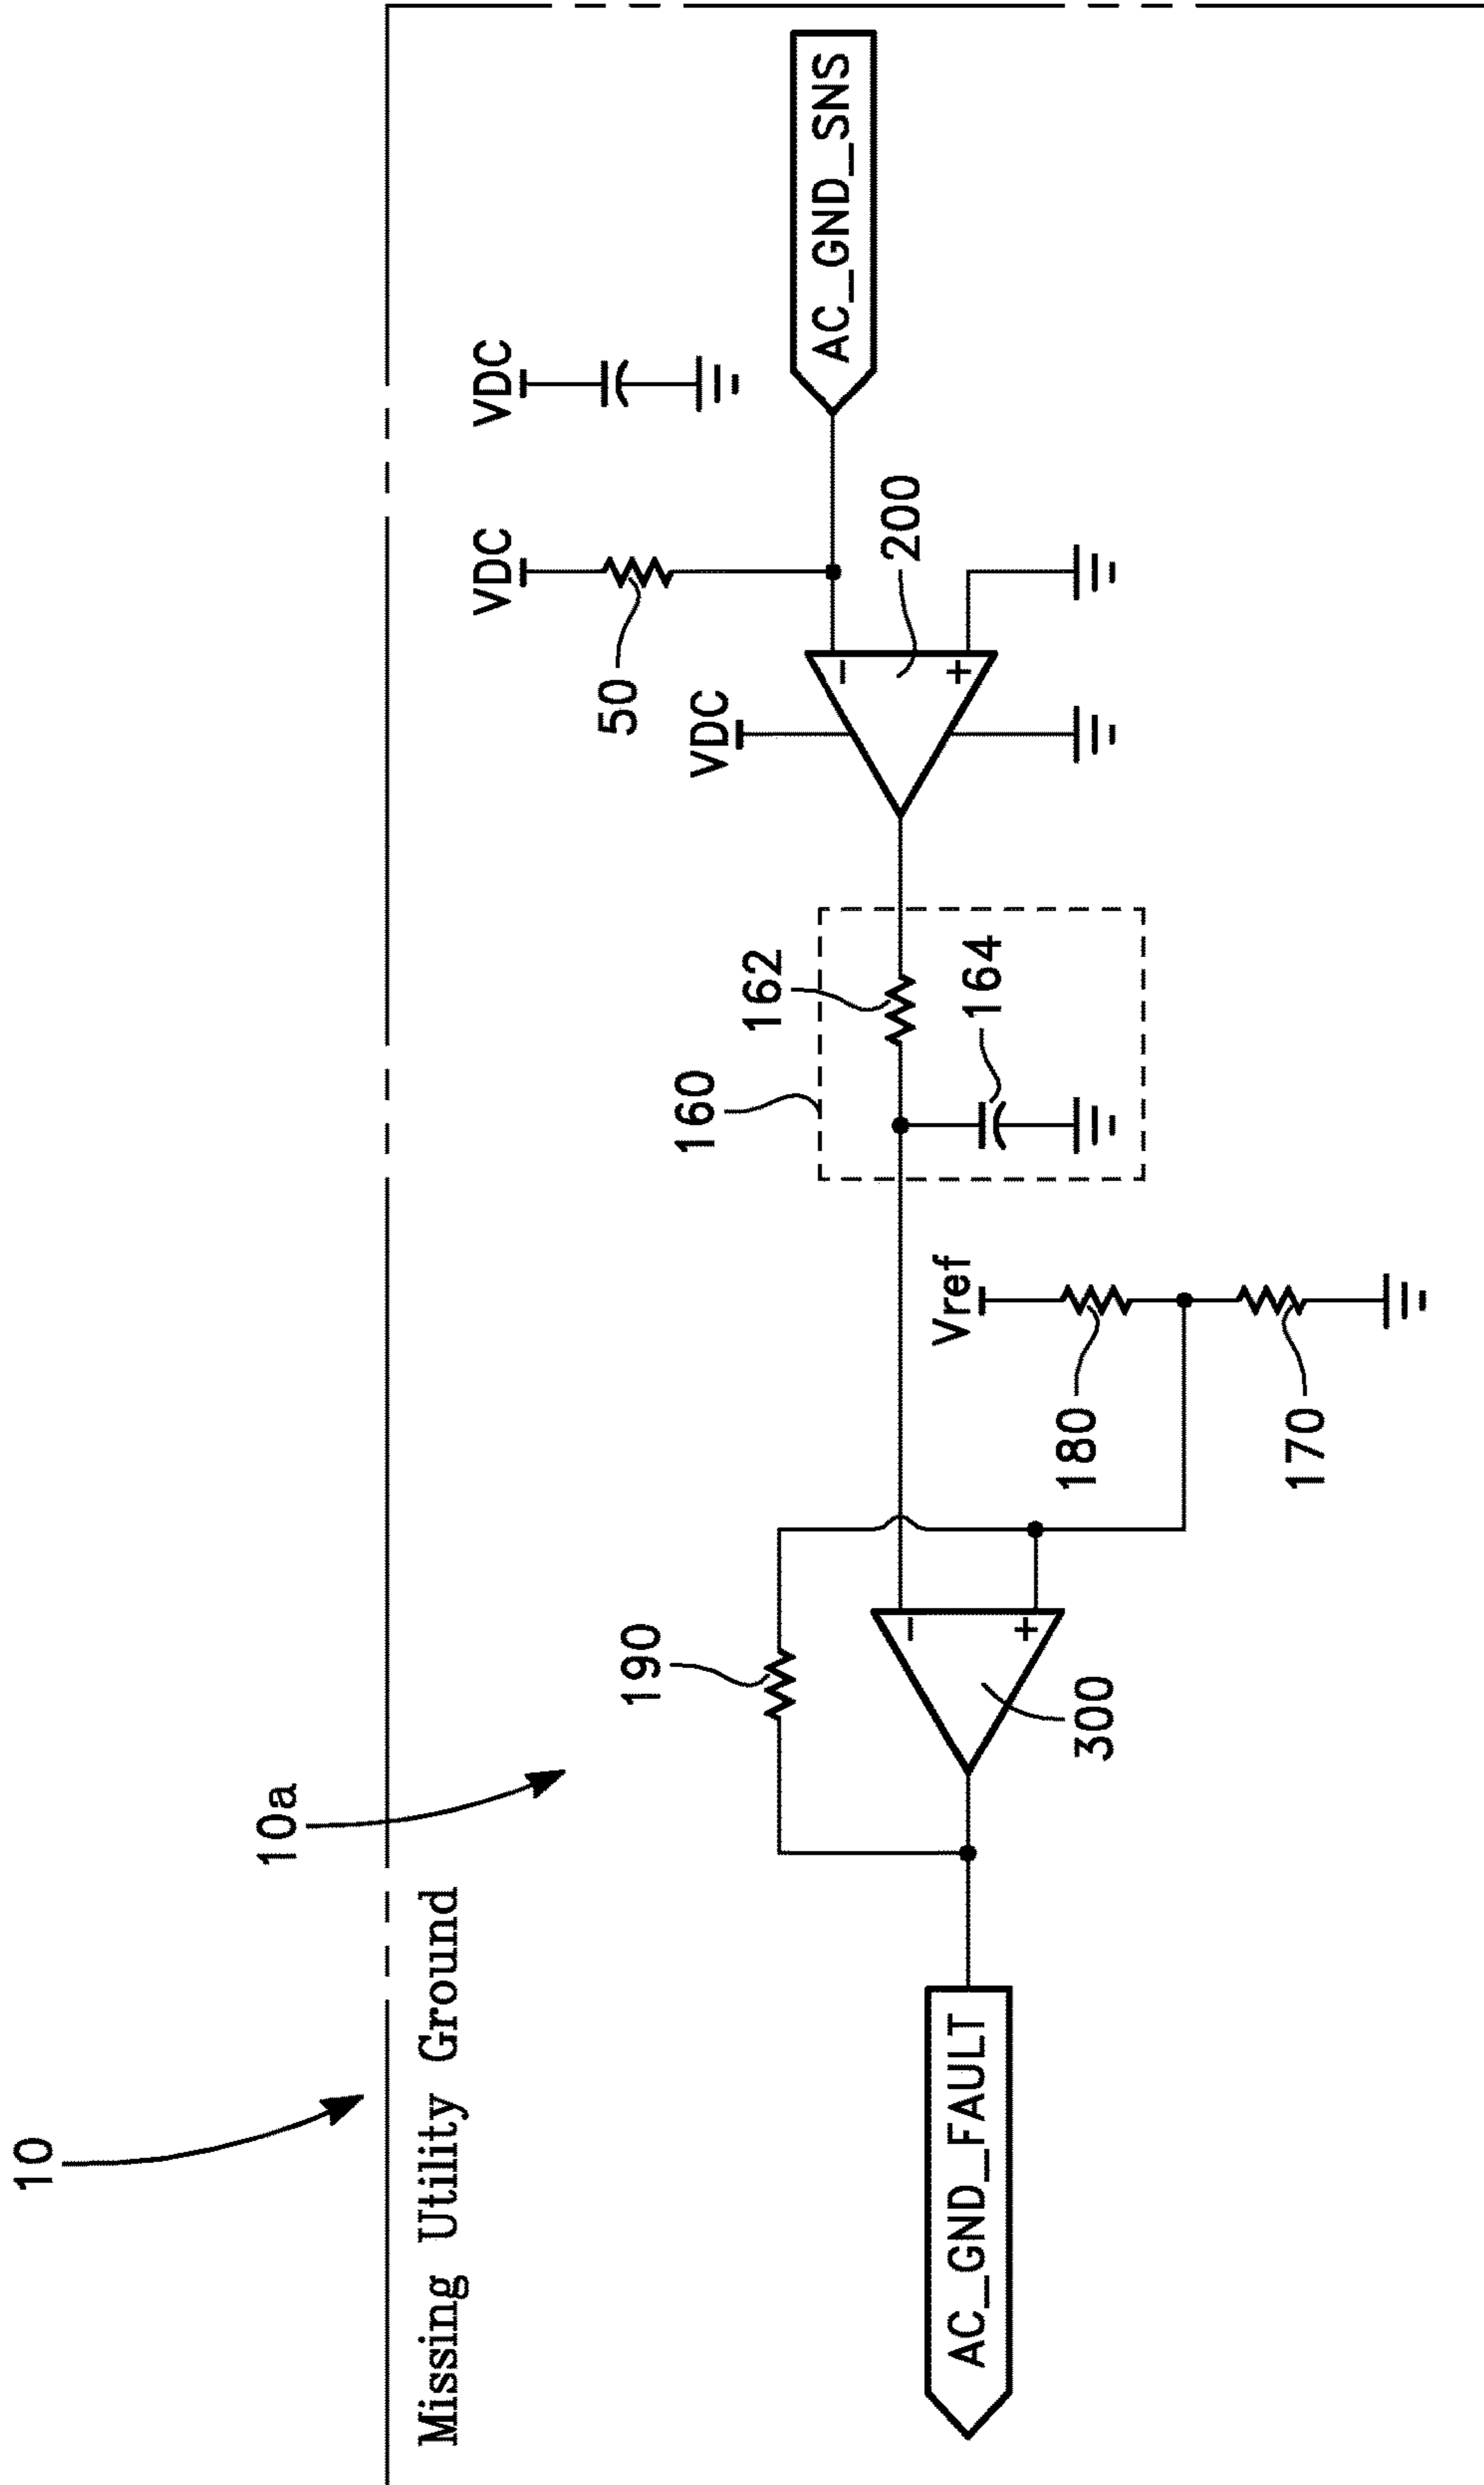 10
10a
Missing Utility Ground
VDC
VDC
50
VDC
190
160
162
AC_GND_SNS
200
-
+
164
Vref
180
170
-
+
300
AC_GND_FAULT